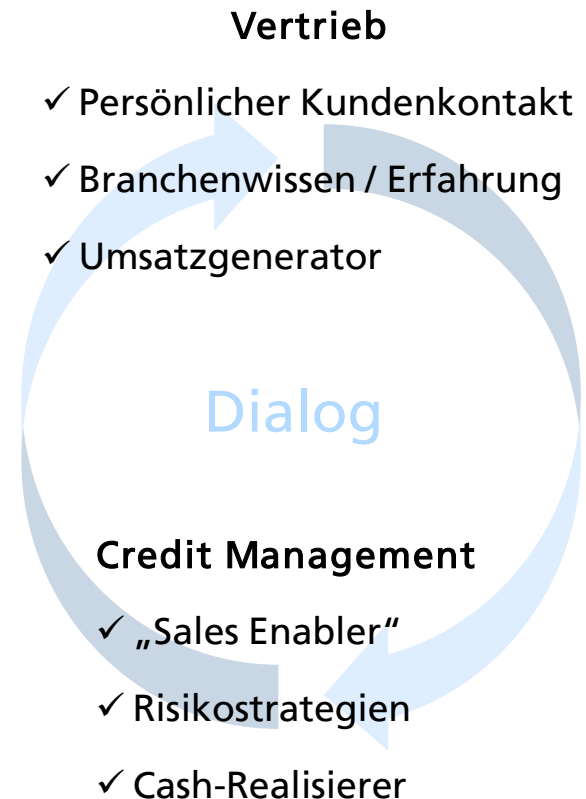 Vertrieb
✓ Persönlicher Kundenkontakt
✓ Branchenwissen / Erfahrung
✓ Umsatzgenerator
Dialog
Credit Management
✓ „Sales Enabler“
✓ Risikostrategien
✓ Cash-Realisierer